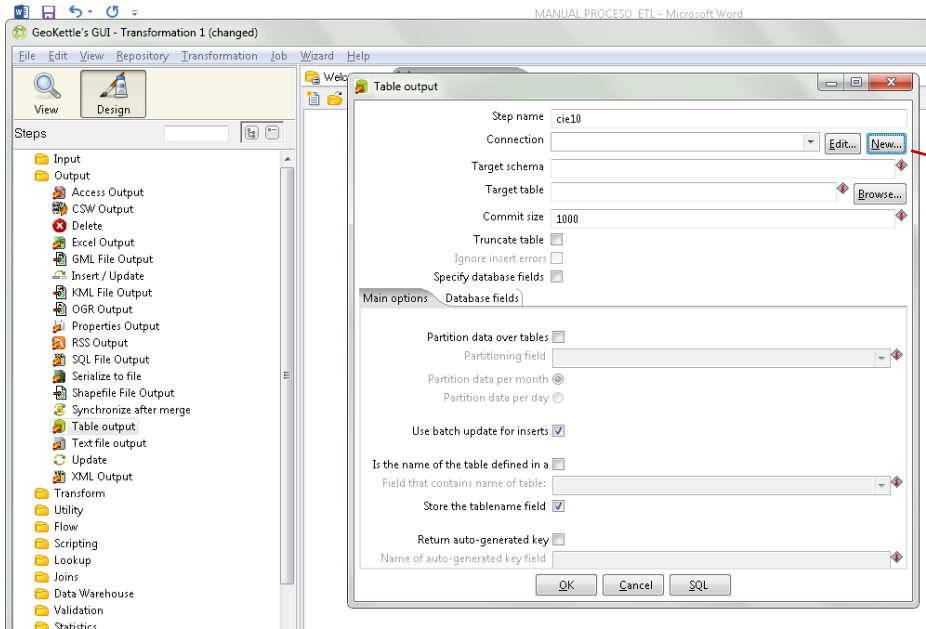 MANUAL PROCESO ETL - Microsoft Word
GeoKettle's GUI - Transformation 1 (changed)
File Edit View Repository Transformation Job Wizard Help
View
Design
Steps
Input
Output
Access Output
CSW Output
Delete
Excel Output
GML File Output
Insert / Update
KML File Output
OGR Output
Properties Output
RSS Output
SQL File Output
Serialize to file
Shapefile File Output
Synchronize after merge
Table output
Text file output
Update
XML Output
Transform
Utility
Flow
Scripting
Lookup
Joins
Data Warehouse
Validation
Statistics
Welc
Table output
Step name cie10
Connection Edit... New...
Target schema
Target table Browse...
Commit size 1000
Truncate table
Ignore insert errors
Specify database fields
Main options Database fields
Partition data over tables
Partitioning field
Partition data per month
Partition data per day
Use batch update for inserts
Is the name of the table defined in a
Field that contains name of table:
Store the tablename field
Return auto-generated key
Name of auto-generated key field
OK Cancel SQL